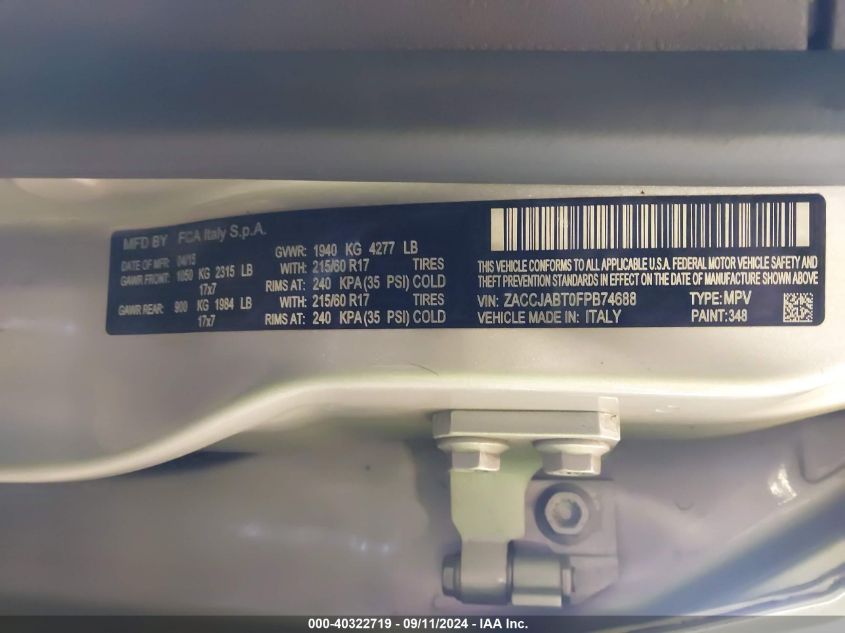 MFD BY FCA Italy S.p.A.
DATE OF MFR: 04/15 GVWR: 1940 KG 4277 LB
GAWR FRONT: 1050 KG 2315 LB WITH: 215/60 R17 TIRES
17x7 RIMS AT: 240 KPA(35 PSI) COLD
GAWR REAR: 900 KG 1984 LB WITH: 215/60 R17 TIRES
17x7 RIMS AT: 240 KPA(35 PSI) COLD
THIS VEHICLE CONFORMS TO ALL APPLICABLE U.S.A. FEDERAL MOTOR VEHICLE SAFETY
AND THEFT PREVENTION STANDARDS IN EFFECT ON THE DATE OF MANUFACTURE SHOWN ABOVE
VIN: ZACCJABT0FPB74688 TYPE: MPV
VEHICLE MADE IN: ITALY PAINT: 348
000-40322719 - 09/11/2024 - IAA Inc.